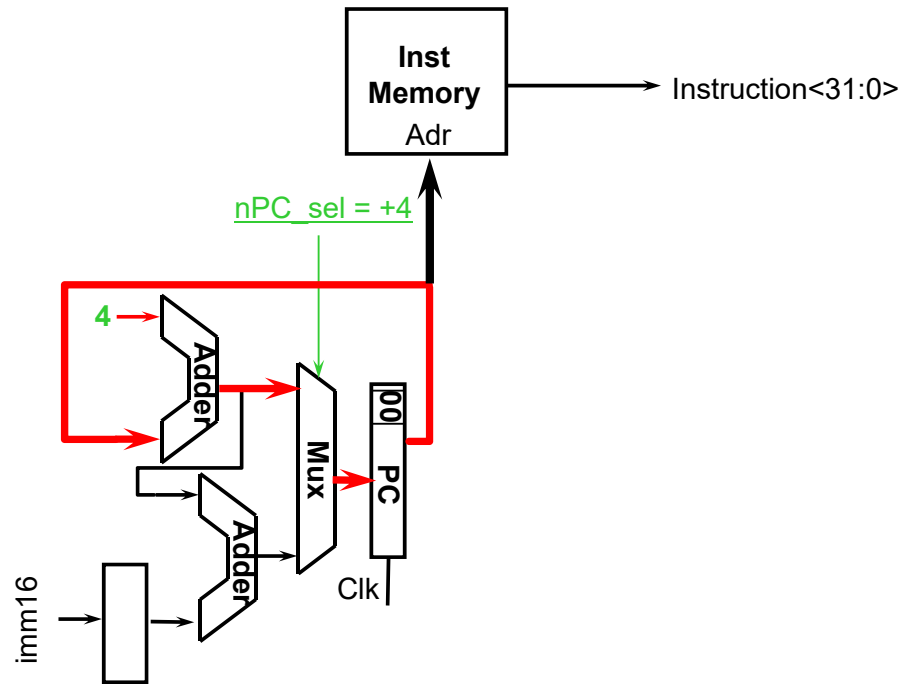 Inst
Memory
Adr
Instruction<31:0>
nPC_sel = +4
4
Adder
Mux
00
PC
Adder
Clk
imm16